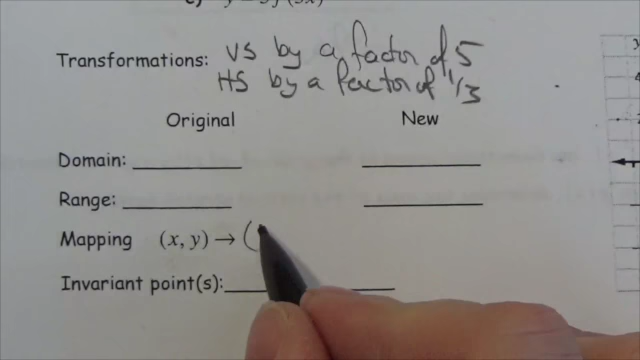 Transformations: VS by a factor of 5
HS by a factor of 1/3
Original New
Domain:
Range:
Mapping (x, y) → (
Invariant point(s):